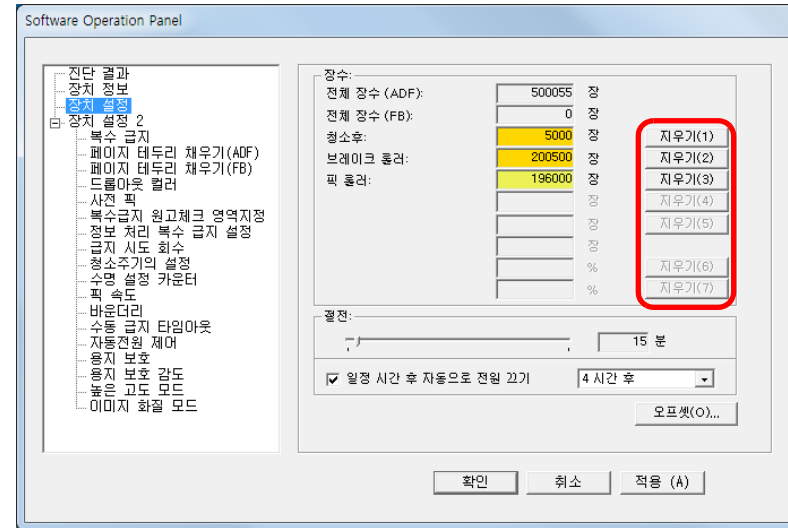 Software Operation Panel
진단 결과
장치 정보
장치 설정
장치 설정 2
복수 급지
페이지 테두리 채우기(ADF)
페이지 테두리 채우기(FB)
드롭아웃 컬러
사전 픽
복수급지 원고체크 영역지정
정보 처리 복수 급지 설정
급지 시도 회수
청소주기의 설정
수명 설정 카운터
픽 속도
바운더리
수동 급지 타임아웃
자동전원 제어
용지 보호
용지 보호 감도
높은 고도 모드
이미지 화질 모드
장수:
전체 장수 (ADF): 500055 장
전체 장수 (FB): 0 장
청소후: 5000 장 지우기(1)
브레이크 롤러: 200500 장 지우기(2)
픽 롤러: 196000 장 지우기(3)
장 지우기(4)
장 지우기(5)
장
% 지우기(6)
% 지우기(7)
절전:
15 분
일정 시간 후 자동으로 전원 끄기 4 시간 후
오프셋(O)...
확인 취소 적용 (A)